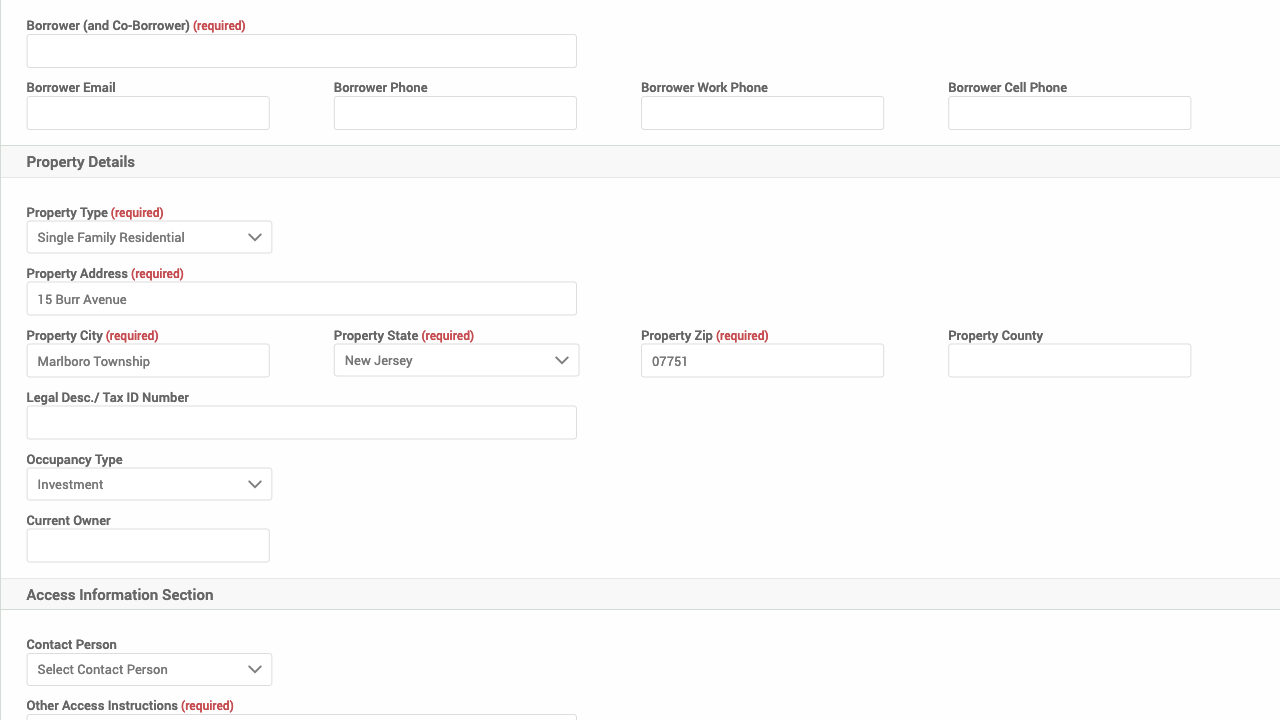 Borrower (and Co-Borrower) (required)
Borrower Email
Borrower Phone
Borrower Work Phone
Borrower Cell Phone
Property Details
Property Type (required)
Single Family Residential
Property Address (required)
15 Burr Avenue
Property City (required)
Property State (required)
Property Zip (required)
Property County
Marlboro Township
New Jersey
07751
Legal Desc./ Tax ID Number
Occupancy Type
Investment
Current Owner
Access Information Section
Contact Person
Select Contact Person
Other Access Instructions (required)